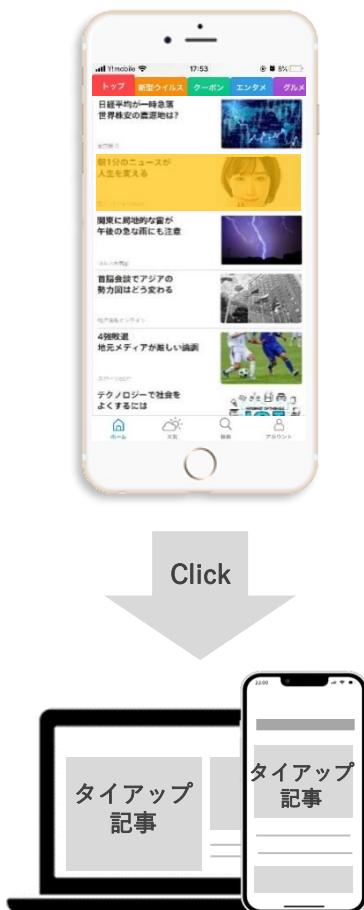 Y!mobile
17:53
8%
トップ
新型ウイルス
クーポン
エンタメ
グルメ
日経平均が一時急落
世界株安の震源地は?
朝1分のニュースが
人生を変える
関東に局地的な雷が
午後の急な雨にも注意
首脳会談でアジアの
勢力図はどう変わる
4強敗退
地元メディアが厳しい論調
テクノロジーで社会を
よくするには
INTERNET OF THINGS
ホーム
天気
検索
アカウント
Click
22:00
タイアップ
記事
タイアップ
記事